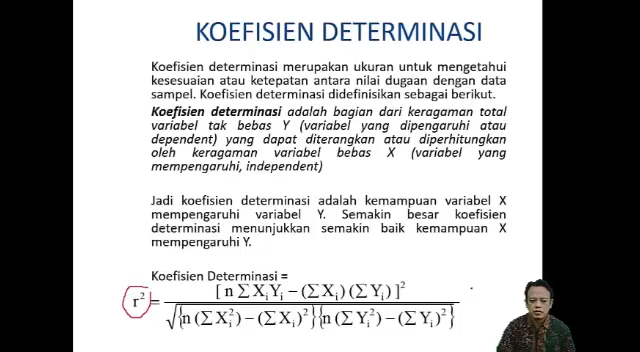 KOEFISIEN DETERMINASI
Koefisien determinasi merupakan ukuran untuk mengetahui
kesesuaian atau ketepatan antara nilai dugaan dengan data
sampel. Koefisien determinasi didefinisikan sebagai berikut.
Koefisien determinasi adalah bagian dari keragaman total
variabel tak bebas Y (variabel yang dipengaruhi atau
dependent) yang dapat diterangkan atau diperhitungkan
oleh keragaman variabel bebas X (variabel yang
mempengaruhi, independent)
Jadi koefisien determinasi adalah kemampuan variabel X
mempengaruhi variabel Y. Semakin besar koefisien
determinasi menunjukkan semakin baik kemampuan X
mempengaruhi Y.
Koefisien Determinasi =
[ n Σ XᵢYᵢ – (Σ Xᵢ) (Σ Yᵢ) ]²
r² =
√{n (Σ Xᵢ²) – (Σ Xᵢ)²}{n (Σ Yᵢ²) – (Σ Yᵢ)²}